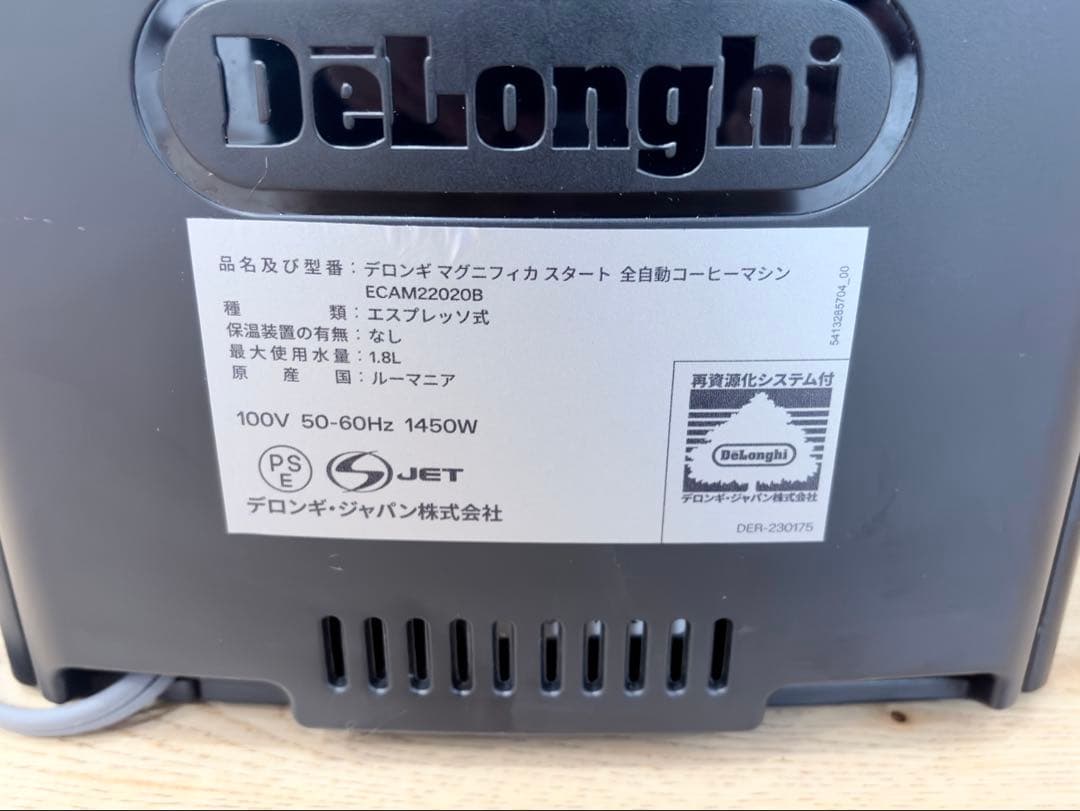 DēLonghi
品名及び型番：デロンギ マグニフィカ スタート 全自動コーヒーマシン
ECAM22020B
種類：エスプレッソ式
保温装置の有無：なし
最大使用水量：1.8L
原産国：ルーマニア
100V 50-60Hz 1450W
PSE
JET
デロンギ・ジャパン株式会社
5413285704_00
再資源化システム付
DēLonghi
デロンギ・ジャパン株式会社
DER-230175